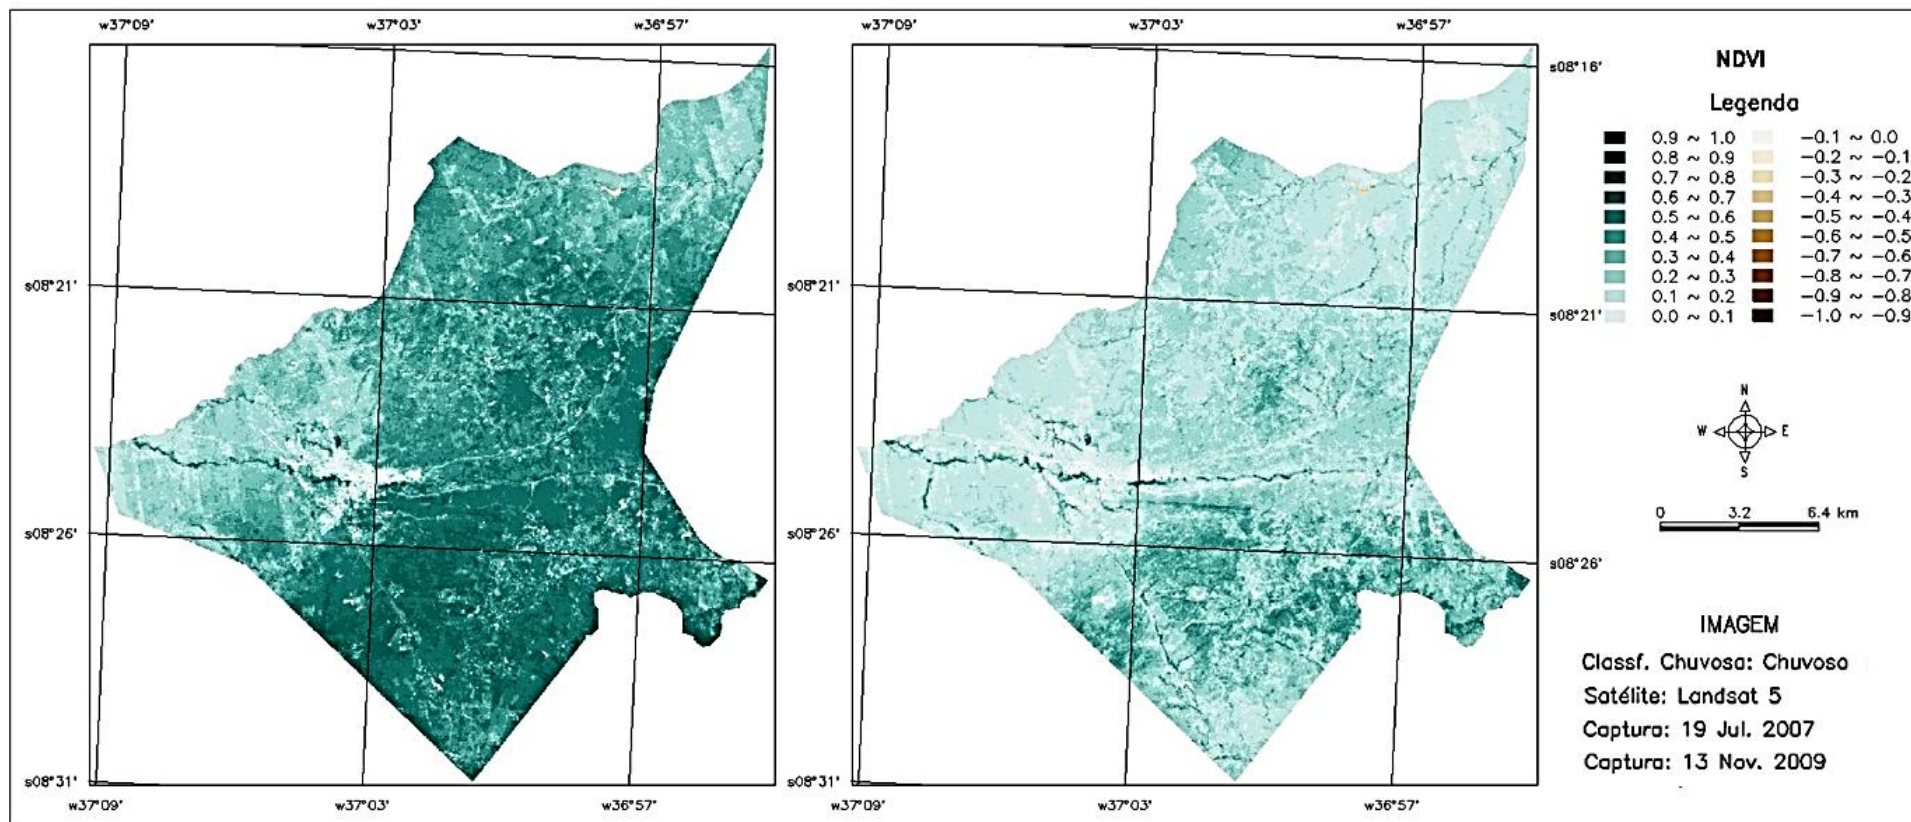 w37°09' w37°03' w36°57' w37°09' w37°03' w36°57'
s08°16'
s08°21' s08°21'
s08°21'
s08°26' s08°26'
s08°26'
s08°31' s08°31'
w37°09' w37°03' w36°57' w37°09' w37°03' w36°57'
NDVI
Legenda
0.9 ~ 1.0 -0.1 ~ 0.0
0.8 ~ 0.9 -0.2 ~ -0.1
0.7 ~ 0.8 -0.3 ~ -0.2
0.6 ~ 0.7 -0.4 ~ -0.3
0.5 ~ 0.6 -0.5 ~ -0.4
0.4 ~ 0.5 -0.6 ~ -0.5
0.3 ~ 0.4 -0.7 ~ -0.6
0.2 ~ 0.3 -0.8 ~ -0.7
0.1 ~ 0.2 -0.9 ~ -0.8
0.0 ~ 0.1 -1.0 ~ -0.9
N
W E
S
0 3.2 6.4 km
IMAGEM
Classf. Chuvosa: Chuvoso
Satélite: Landsat 5
Captura: 19 Jul. 2007
Captura: 13 Nov. 2009